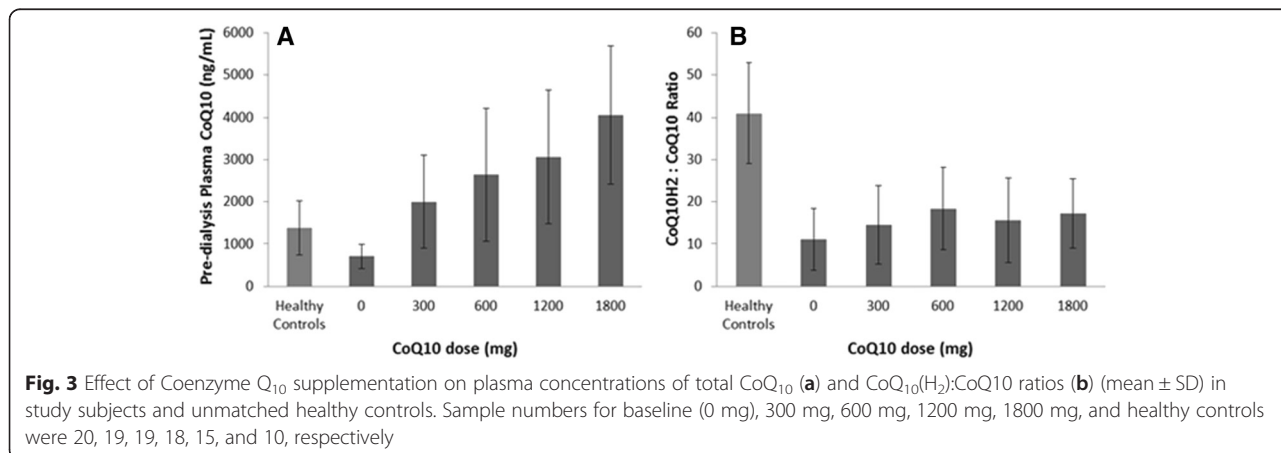 A
Pre-dialysis Plasma CoQ10 (ng/mL)
6000
5000
4000
3000
2000
1000
0
Healthy
Controls
0
300
600
1200
1800
CoQ10 dose (mg)
B
CoQ10H2 : CoQ10 Ratio
60
50
40
30
20
10
0
Healthy
Controls
0
300
600
1200
1800
CoQ10 dose (mg)
Fig. 3 Effect of Coenzyme Q₁₀ supplementation on plasma concentrations of total CoQ₁₀ (a) and CoQ₁₀(H₂):CoQ10 ratios (b) (mean ± SD) in
study subjects and unmatched healthy controls. Sample numbers for baseline (0 mg), 300 mg, 600 mg, 1200 mg, 1800 mg, and healthy controls
were 20, 19, 19, 18, 15, and 10, respectively